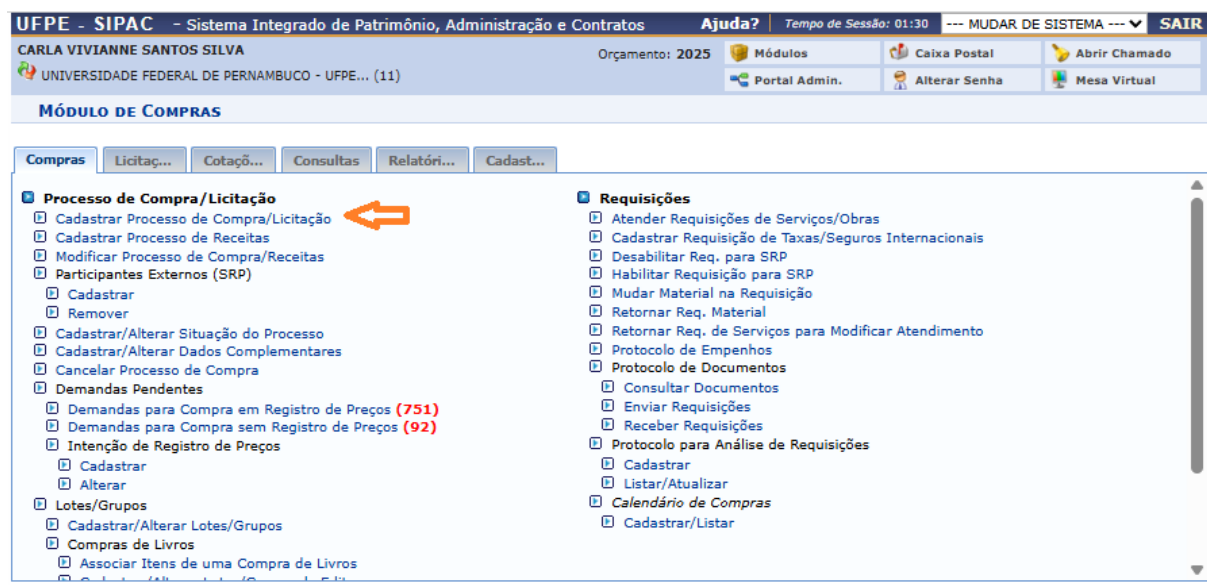 UFPE - SIPAC - Sistema Integrado de Patrimônio, Administração e Contratos Ajuda? Tempo de Sessão: 01:30 --- MUDAR DE SISTEMA --- SAIR
CARLA VIVIANNE SANTOS SILVA
UNIVERSIDADE FEDERAL DE PERNAMBUCO - UFPE... (11)
Orçamento: 2025
Módulos Caixa Postal Abrir Chamado
Portal Admin. Alterar Senha Mesa Virtual
MÓDULO DE COMPRAS
Compras Licitaç... Cotaçõ... Consultas Relatóri... Cadast...
Processo de Compra/Licitação
Cadastrar Processo de Compra/Licitação
Cadastrar Processo de Receitas
Modificar Processo de Compra/Receitas
Participantes Externos (SRP)
Cadastrar
Remover
Cadastrar/Alterar Situação do Processo
Cadastrar/Alterar Dados Complementares
Cancelar Processo de Compra
Demandas Pendentes
Demandas para Compra em Registro de Preços (751)
Demandas para Compra sem Registro de Preços (92)
Intenção de Registro de Preços
Cadastrar
Alterar
Lotes/Grupos
Cadastrar/Alterar Lotes/Grupos
Compras de Livros
Associar Itens de uma Compra de Livros
Requisições
Atender Requisições de Serviços/Obras
Cadastrar Requisição de Taxas/Seguros Internacionais
Desabilitar Req. para SRP
Habilitar Requisição para SRP
Mudar Material na Requisição
Retornar Req. Material
Retornar Req. de Serviços para Modificar Atendimento
Protocolo de Empenhos
Protocolo de Documentos
Consultar Documentos
Enviar Requisições
Receber Requisições
Protocolo para Análise de Requisições
Cadastrar
Listar/Atualizar
Calendário de Compras
Cadastrar/Listar